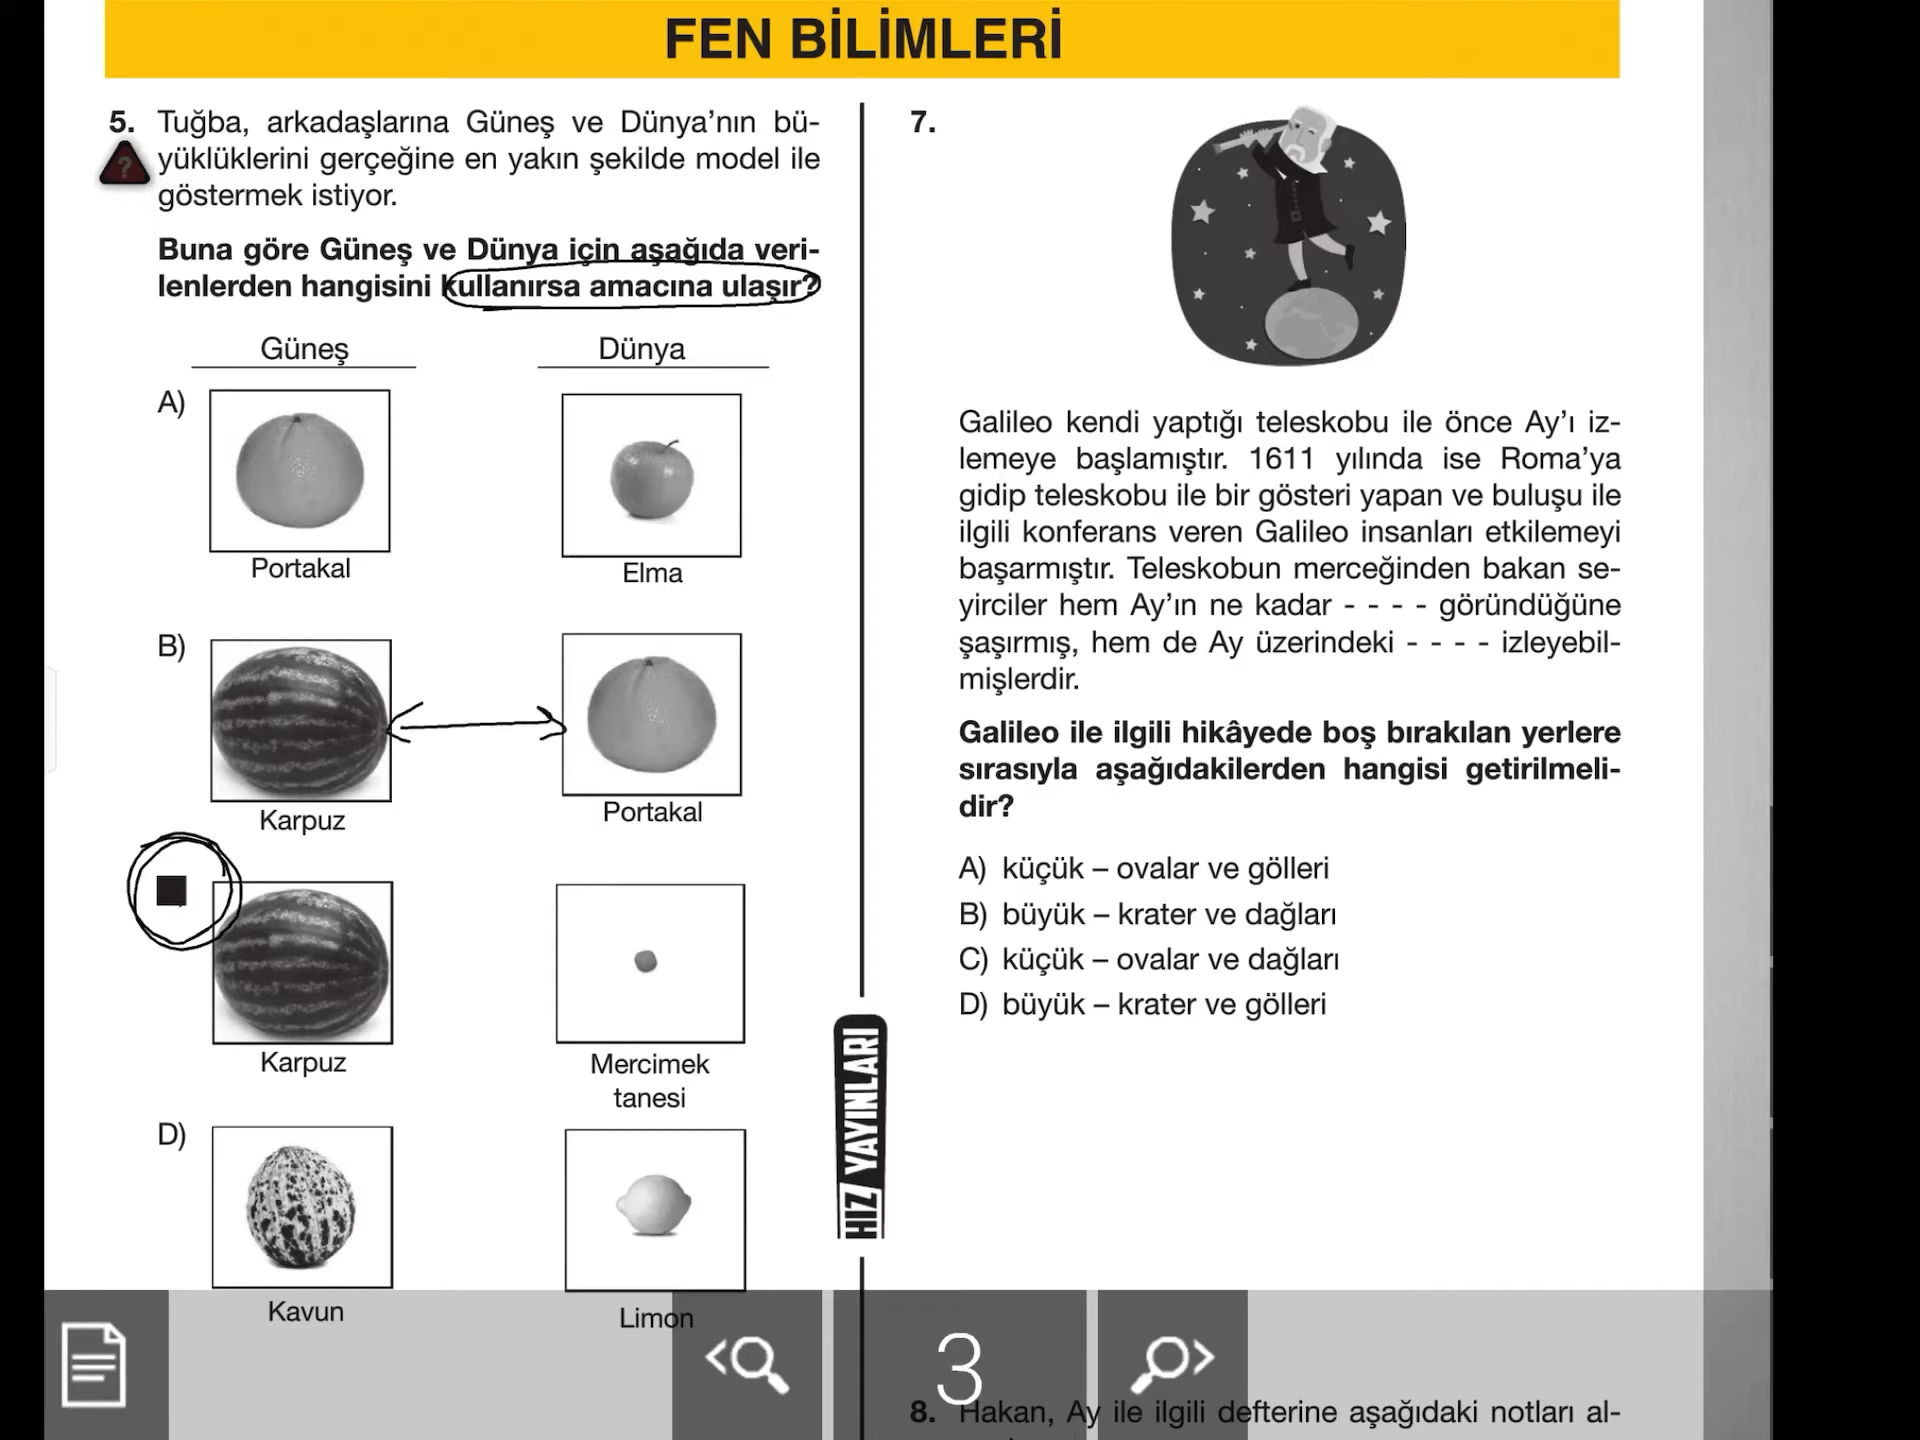 FEN BİLİMLERİ
5. Tuğba, arkadaşlarına Güneş ve Dünya’nın bü-
yüklüklerini gerçeğine en yakın şekilde model ile
göstermek istiyor.
Buna göre Güneş ve Dünya için aşağıda veri-
lenlerden hangisini kullanırsa amacına ulaşır?
Güneş Dünya
A)
Portakal Elma
B)
Karpuz Portakal
Karpuz Mercimek
tanesi
D)
Kavun Limon
HIZ YAYINLARI
7.
Galileo kendi yaptığı teleskobu ile önce Ay’ı iz-
lemeye başlamıştır. 1611 yılında ise Roma’ya
gidip teleskobu ile bir gösteri yapan ve buluşu ile
ilgili konferans veren Galileo insanları etkilemeyi
başarmıştır. Teleskobun merceğinden bakan se-
yirciler hem Ay’ın ne kadar - - - - göründüğüne
şaşırmış, hem de Ay üzerindeki - - - - izleyebil-
mişlerdir.
Galileo ile ilgili hikâyede boş bırakılan yerlere
sırasıyla aşağıdakilerden hangisi getirilmeli-
dir?
A) küçük – ovalar ve gölleri
B) büyük – krater ve dağları
C) küçük – ovalar ve dağları
D) büyük – krater ve gölleri
3
8. Hakan, Ay ile ilgili defterine aşağıdaki notları al-